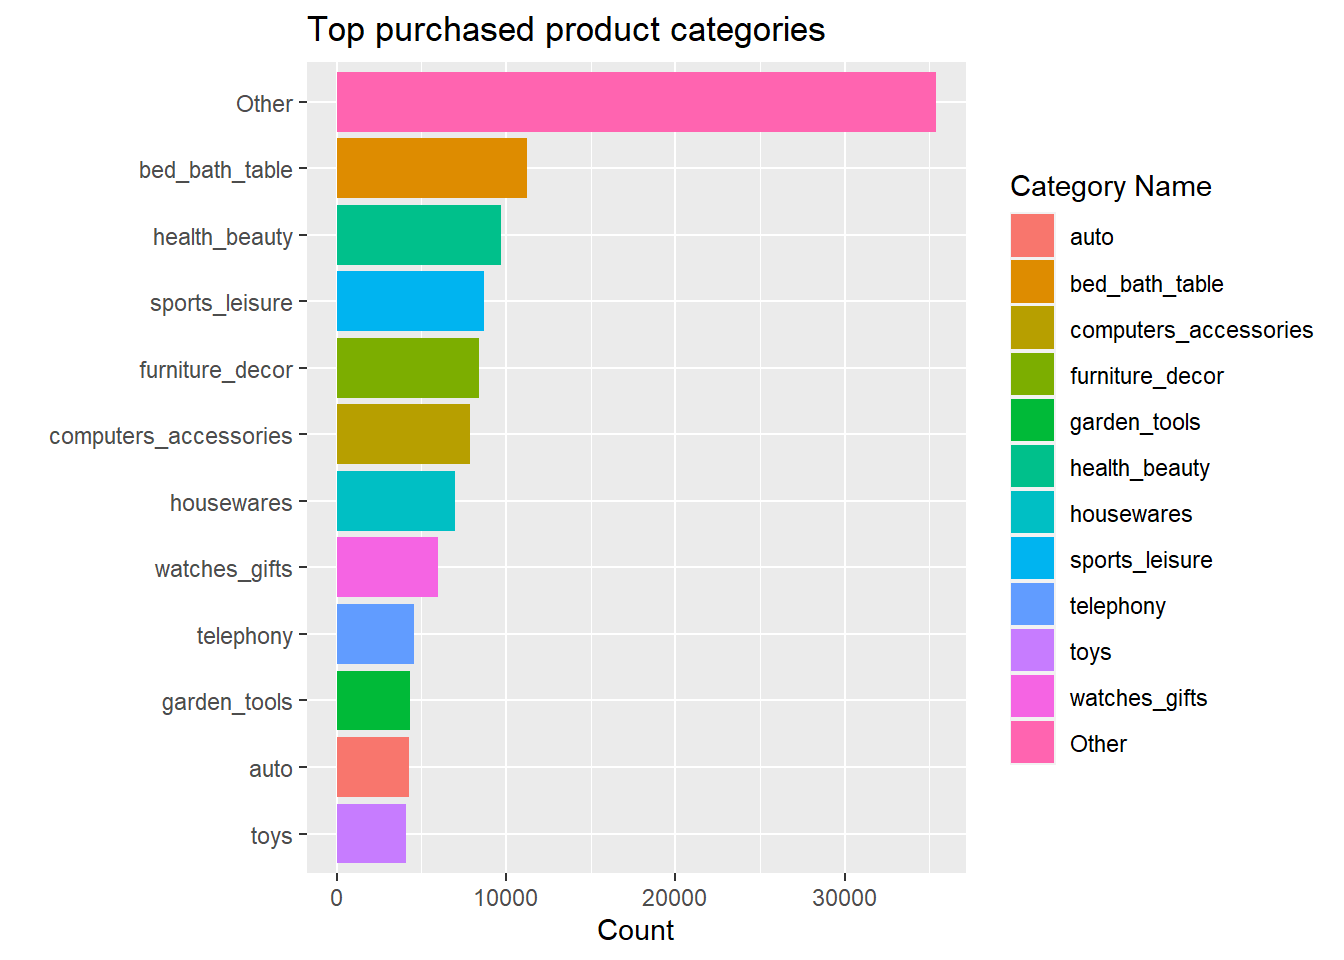 Top purchased product categories
Other
bed_bath_table
health_beauty
sports_leisure
furniture_decor
computers_accessories
housewares
watches_gifts
telephony
garden_tools
auto
toys
0 10000 20000 30000
Count
Category Name
auto
bed_bath_table
computers_accessories
furniture_decor
garden_tools
health_beauty
housewares
sports_leisure
telephony
toys
watches_gifts
Other